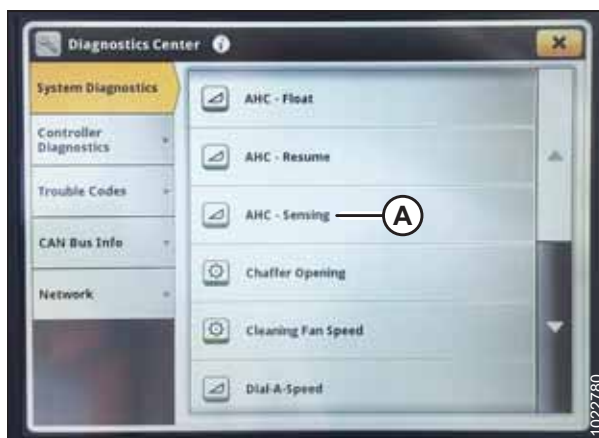 Diagnostics Center
System Diagnostics
AHC - Float
Controller
Diagnostics
AHC - Resume
Trouble Codes
AHC - Sensing
A
CAN Bus Info
Chaffer Opening
Network
Cleaning Fan Speed
Dial-A-Speed
1022780